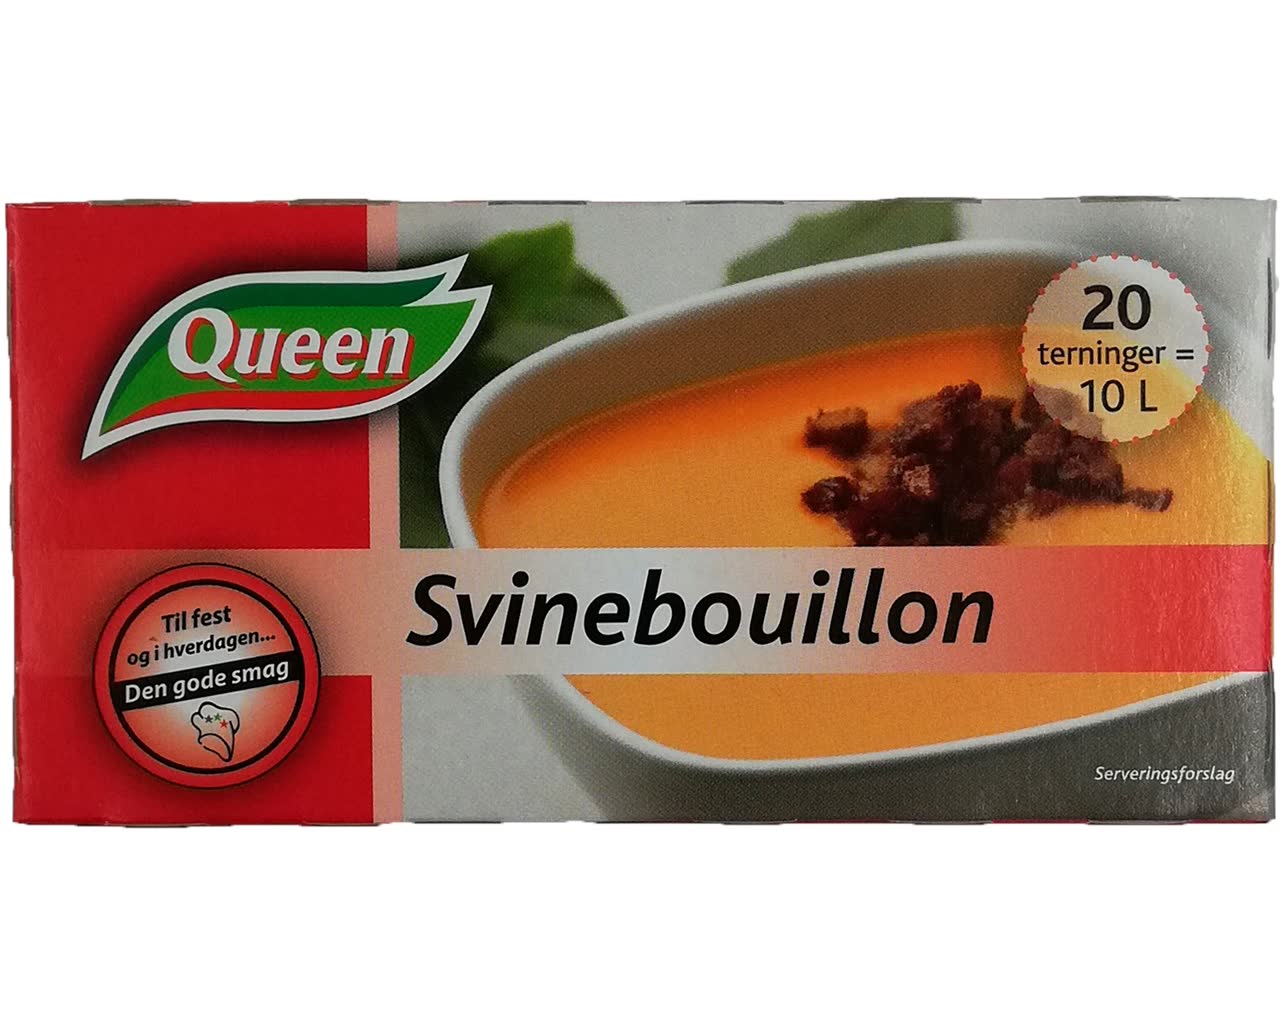 Queen
20
terninger =
10 L
Svinebouillon
Til fest
og i hverdagen...
Den gode smag
Serveringsforslag